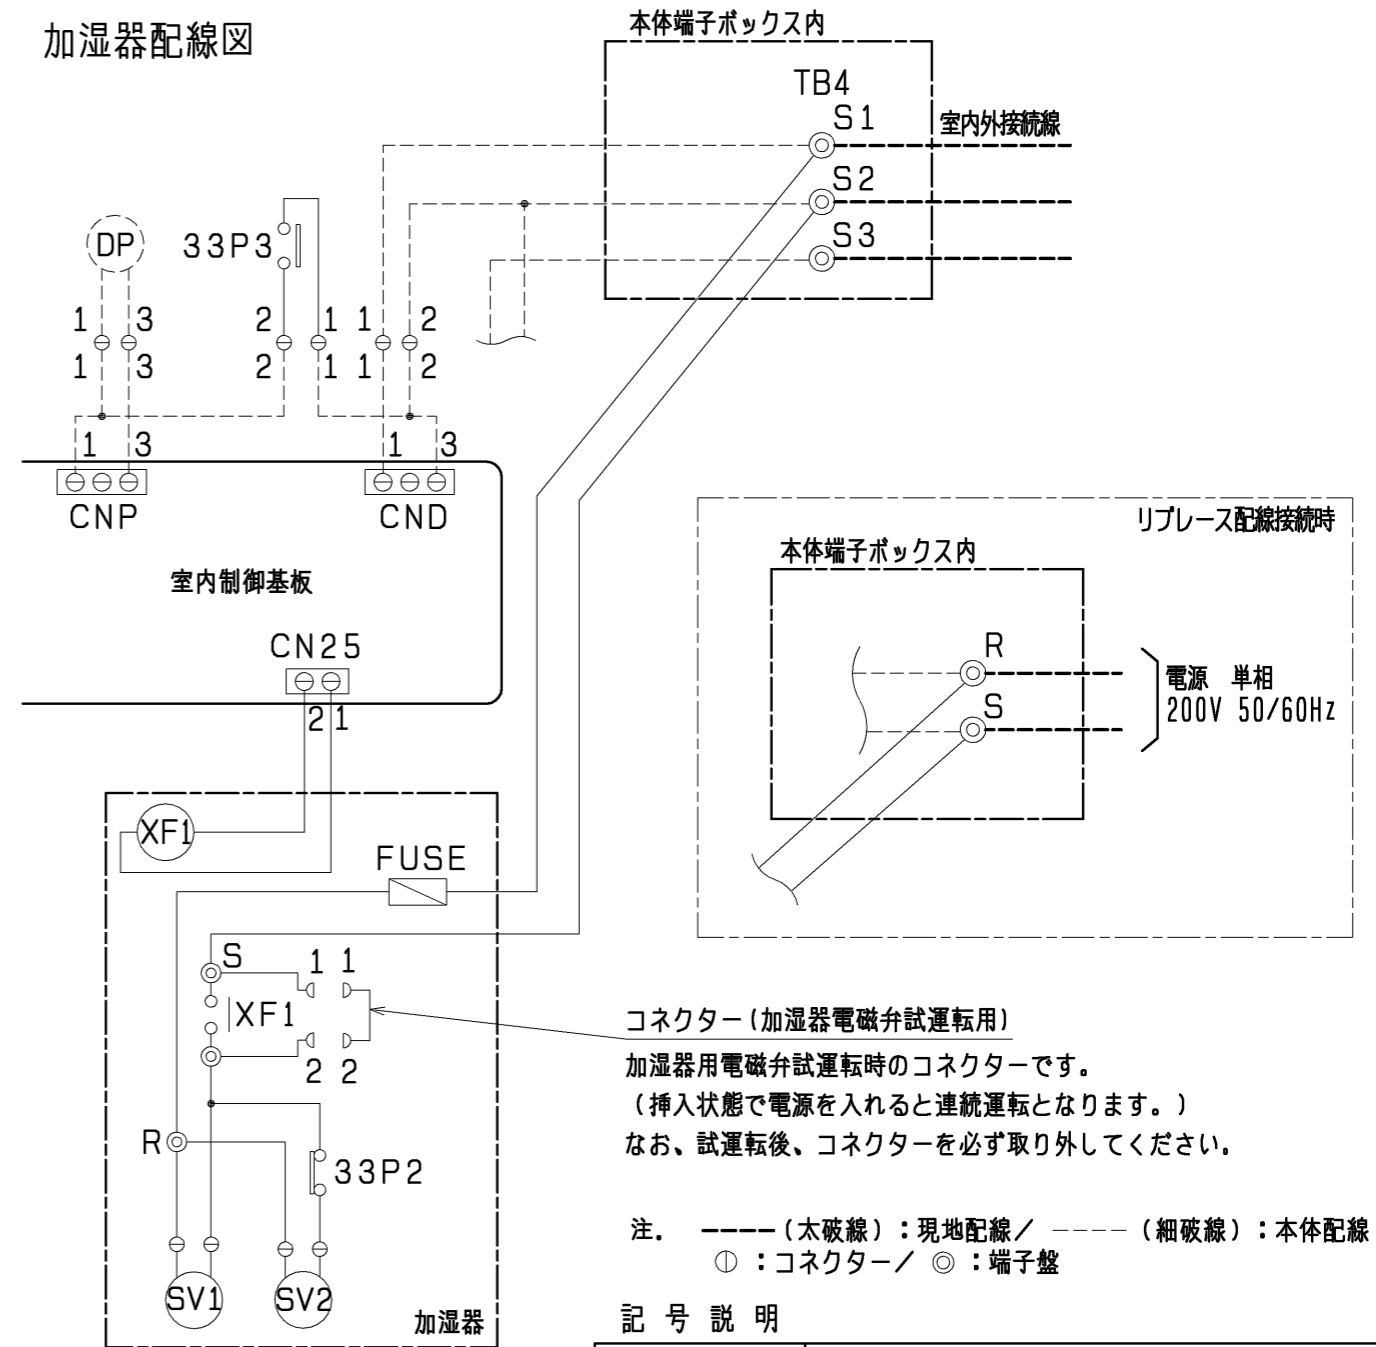 加湿器配線図
本体端子ボックス内
TB4
S1
室内外接続線
S2
S3
DP
33P3
1 3 2 1 1 2
1 3 2 1 1 2
1 3 1 3
CNP
CND
室内制御基板
CN25
2 1
リプレース配線接続時
本体端子ボックス内
R
S
電源 単相
200V 50/60Hz
XF1
FUSE
S
1 1
XF1
2 2
R
33P2
SV1
SV2
加湿器
コネクター(加湿器電磁弁試運転用)
加湿器用電磁弁試運転時のコネクターです。
(挿入状態で電源を入れると連続運転となります。)
なお、試運転後、コネクターを必ず取り外してください。
注. ----(太破線):現地配線/ ----(細破線):本体配線
:コネクター/ ◎:端子盤
記号説明